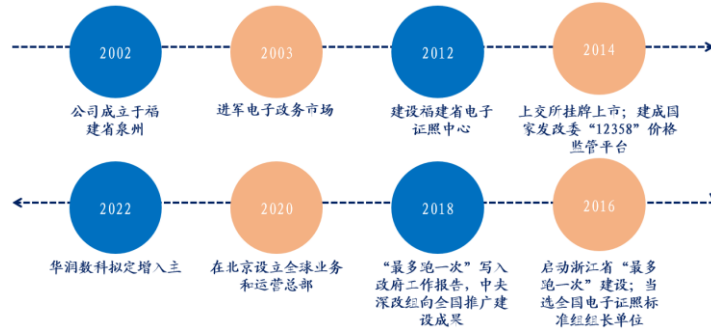 2002
2003
2012
2014
公司成立于福
建省泉州
进军电子政务市场
建设福建省电子
证照中心
上交所挂牌上市；建成国
家发改委“12358”价格
监管平台
2022
2020
2018
2016
华润数科拟定增入主
在北京设立全球业务
和运营总部
“最多跑一次”写入
政府工作报告，中央
深改组向全国推广建
设成果
启动浙江省“最多
跑一次”建设；当
选全国电子证照标
准组组长单位